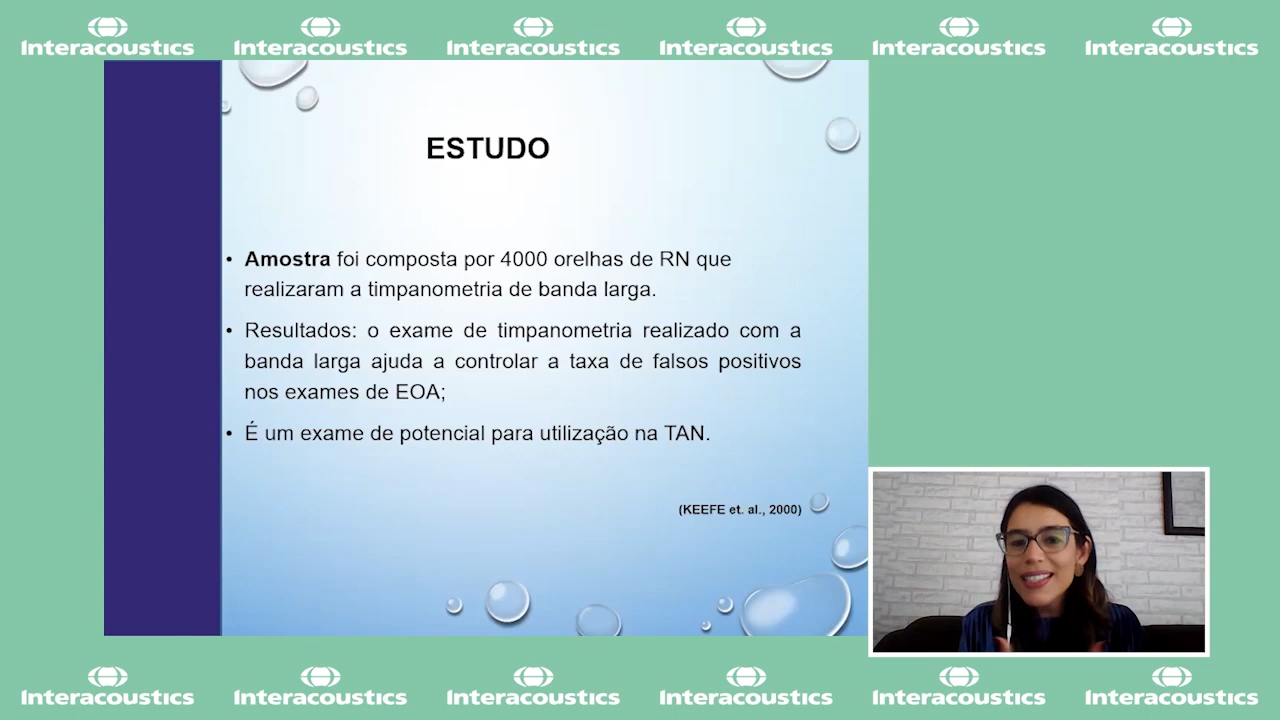 Interacoustics Interacoustics Interacoustics Interacoustics Interacoustics Interacoustics
ESTUDO
• Amostra foi composta por 4000 orelhas de RN que
realizaram a timpanometria de banda larga.
• Resultados: o exame de timpanometria realizado com a
banda larga ajuda a controlar a taxa de falsos positivos
nos exames de EOA;
• É um exame de potencial para utilização na TAN.
(KEEFE et. al., 2000)
Interacoustics Interacoustics Interacoustics Interacoustics Interacoustics Interacoustics